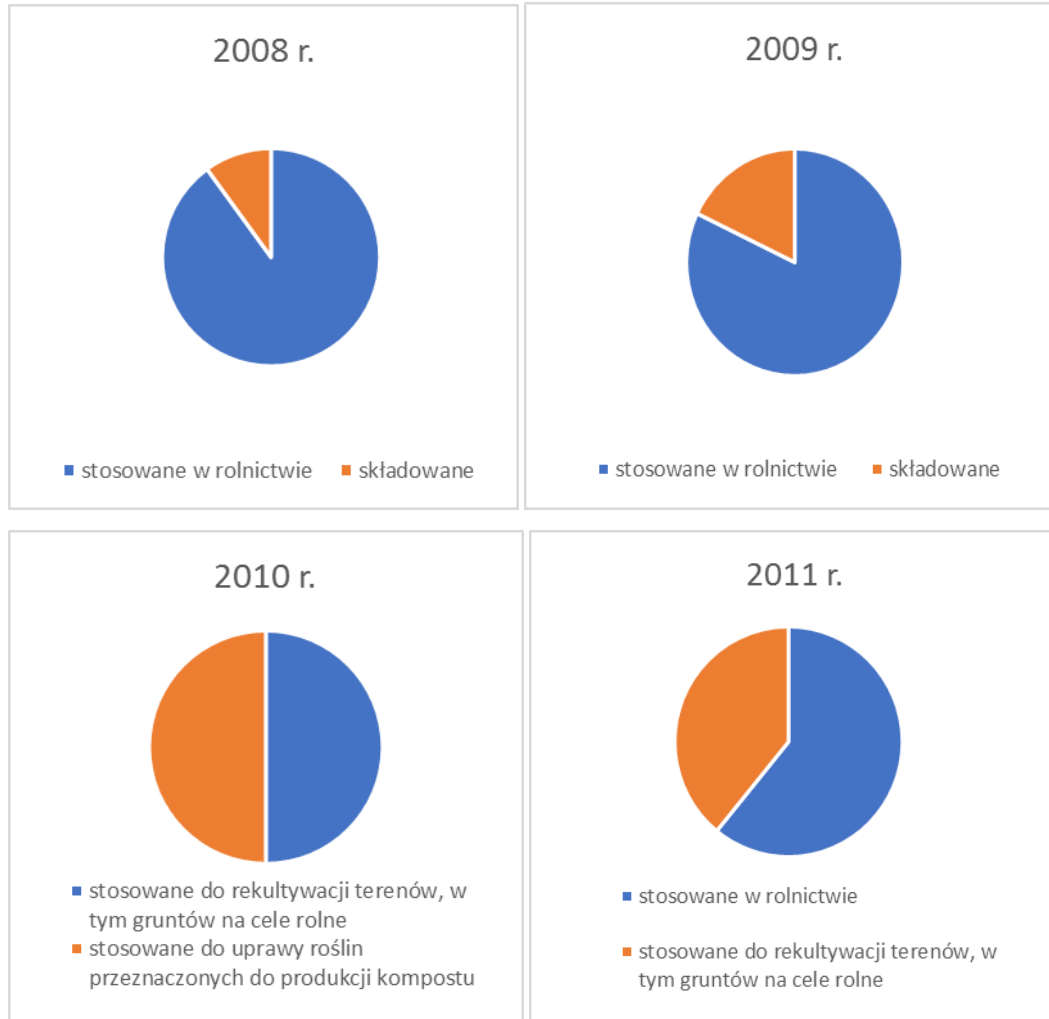 2008 r.
stosowane w rolnictwie składowane
2009 r.
stosowane w rolnictwie składowane
2010 r.
stosowane do rekultywacji terenów, w
tym gruntów na cele rolne
stosowane do uprawy roślin
przeznaczonych do produkcji kompostu
2011 r.
stosowane w rolnictwie
stosowane do rekultywacji terenów, w
tym gruntów na cele rolne